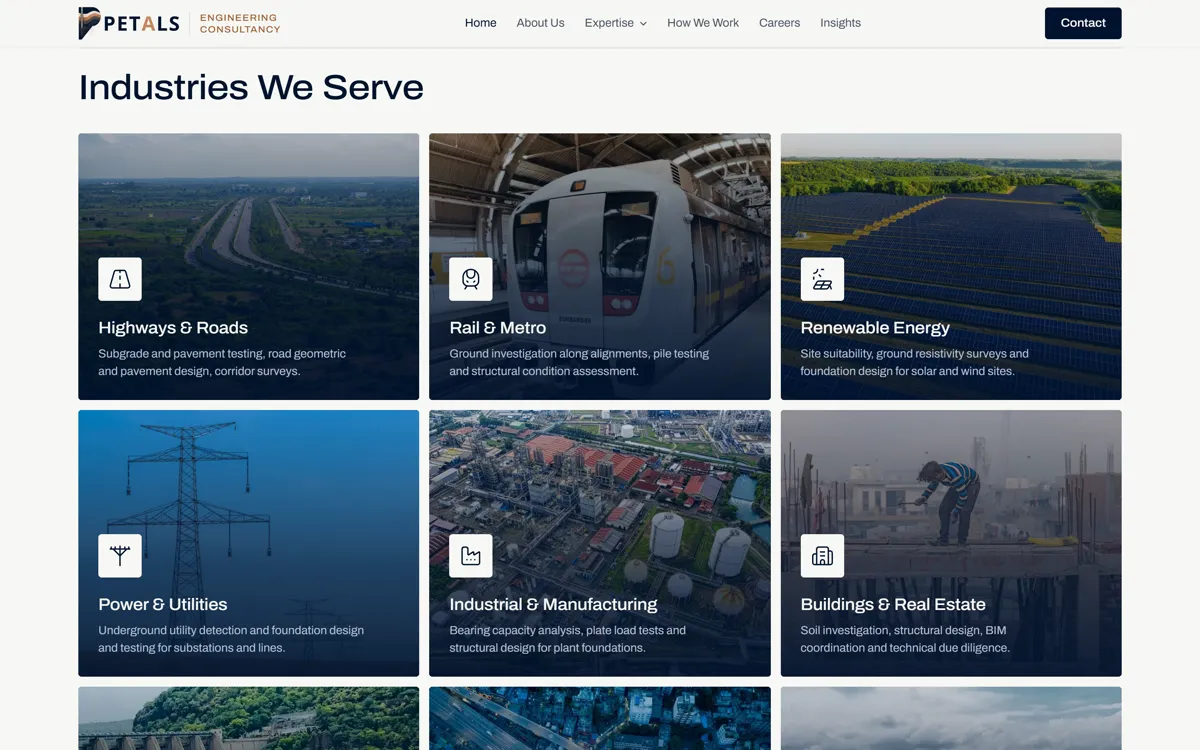 PETALS
ENGINEERING
CONSULTANCY
Home
About Us
Expertise
How We Work
Careers
Insights
Contact
Industries We Serve
Highways & Roads
Subgrade and pavement testing, road geometric
and pavement design, corridor surveys.
Rail & Metro
Ground investigation along alignments, pile testing
and structural condition assessment.
Renewable Energy
Site suitability, ground resistivity surveys and
foundation design for solar and wind sites.
Power & Utilities
Underground utility detection and foundation design
and testing for substations and lines.
Industrial & Manufacturing
Bearing capacity analysis, plate load tests and
structural design for plant foundations.
Buildings & Real Estate
Soil investigation, structural design, BIM
coordination and technical due diligence.